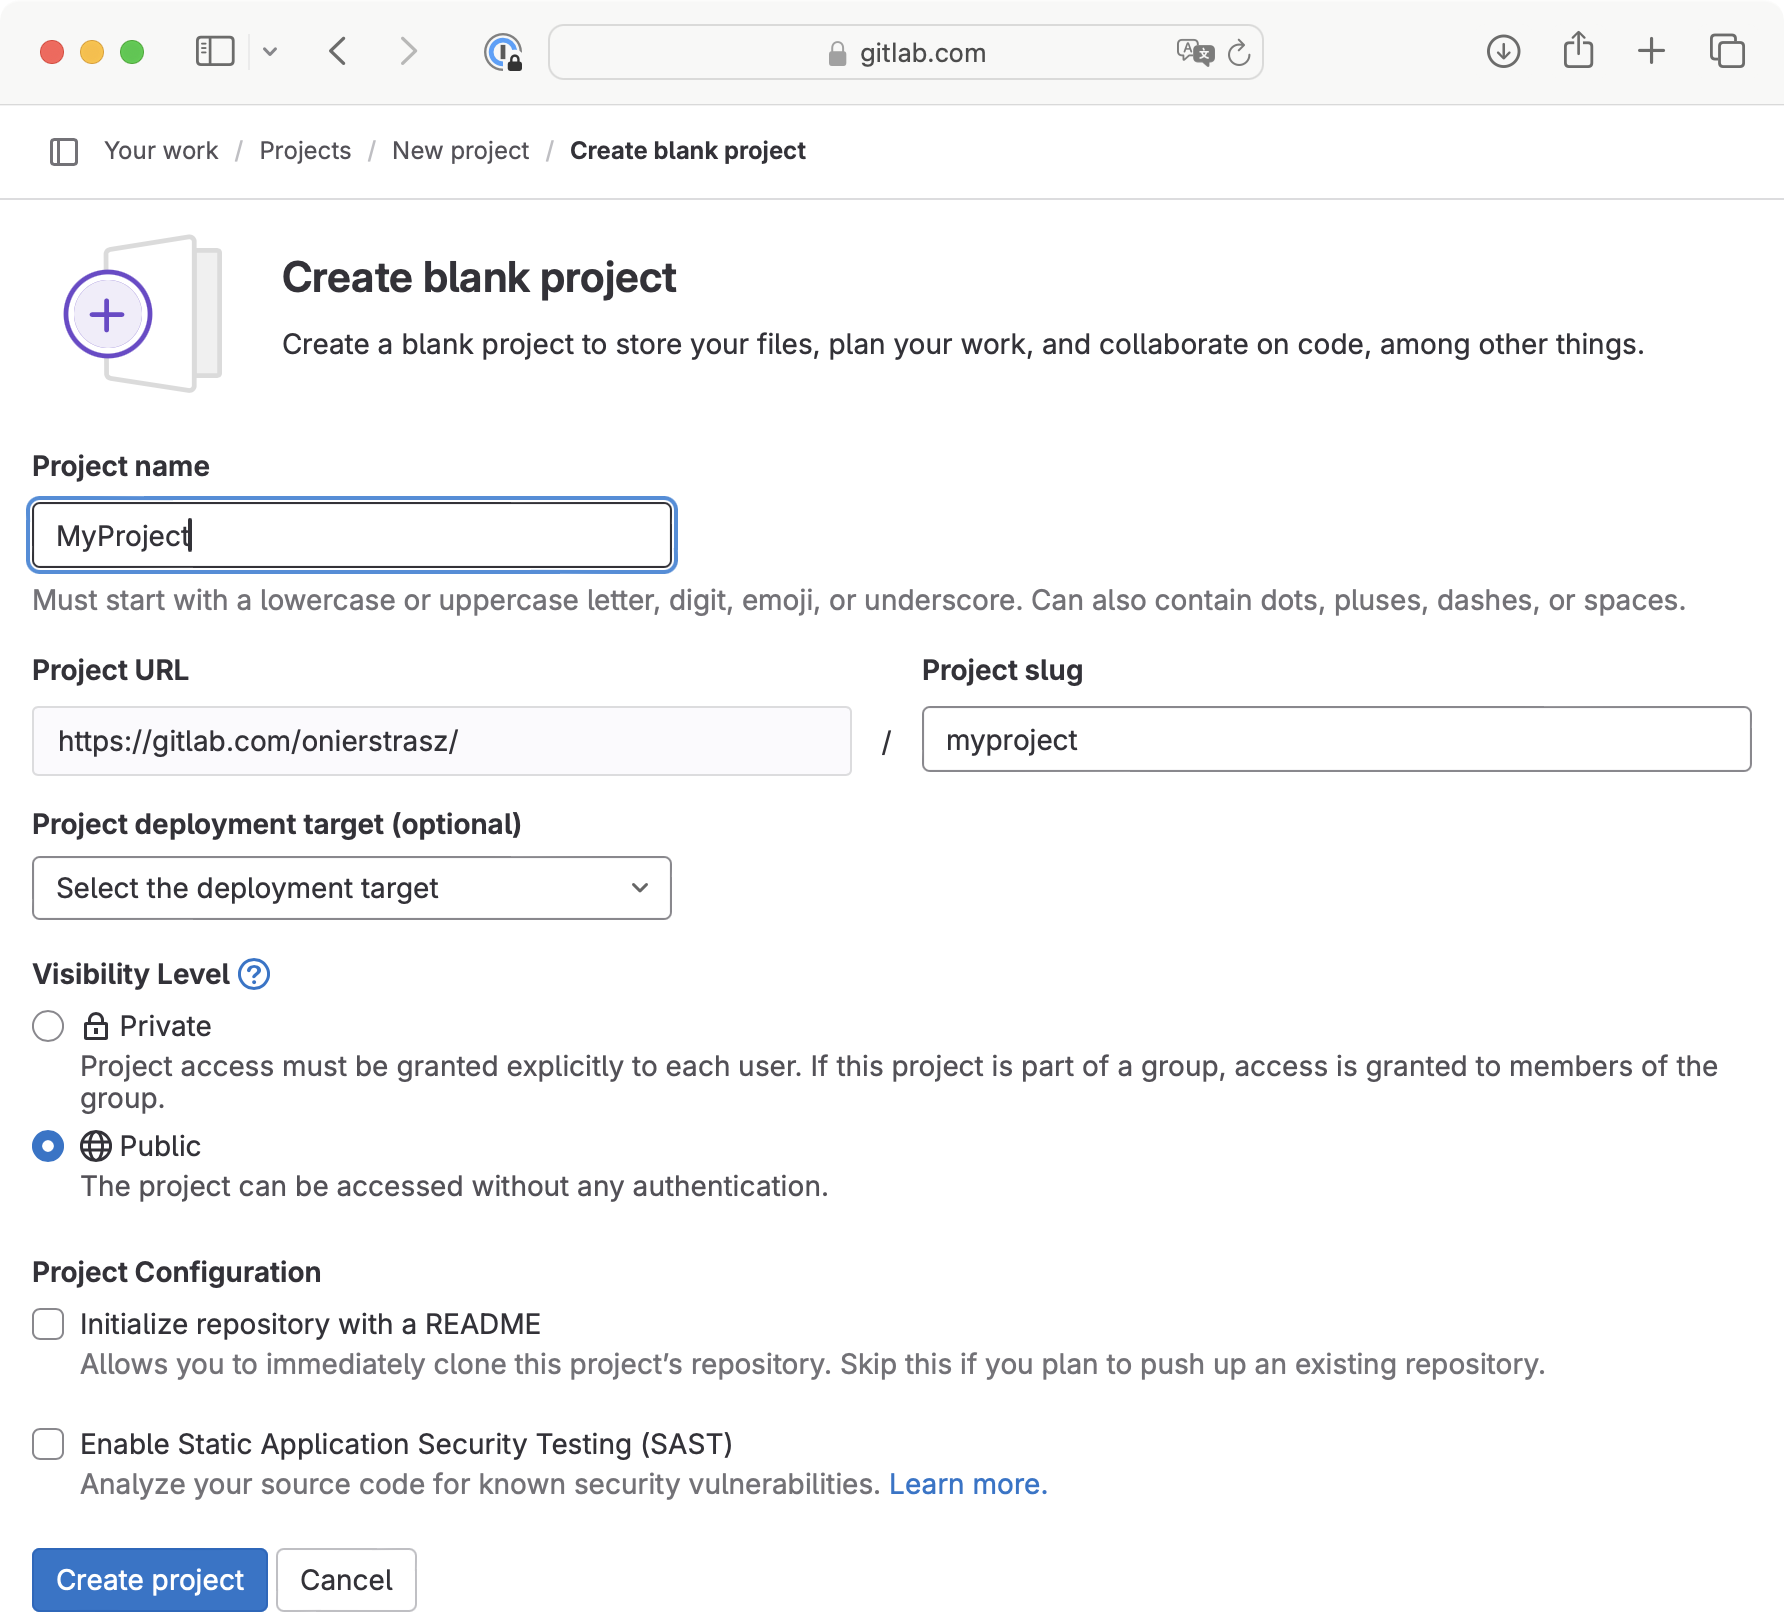 gitlab.com
Your work / Projects / New project / Create blank project
Create blank project
Create a blank project to store your files, plan your work, and collaborate on code, among other things.
Project name
MyProject
Must start with a lowercase or uppercase letter, digit, emoji, or underscore. Can also contain dots, pluses, dashes, or spaces.
Project URL
Project slug
https://gitlab.com/onierstrasz/ / myproject
Project deployment target (optional)
Select the deployment target
Visibility Level
Private
Project access must be granted explicitly to each user. If this project is part of a group, access is granted to members of the
group.
Public
The project can be accessed without any authentication.
Project Configuration
Initialize repository with a README
Allows you to immediately clone this project’s repository. Skip this if you plan to push up an existing repository.
Enable Static Application Security Testing (SAST)
Analyze your source code for known security vulnerabilities. Learn more.
Create project
Cancel